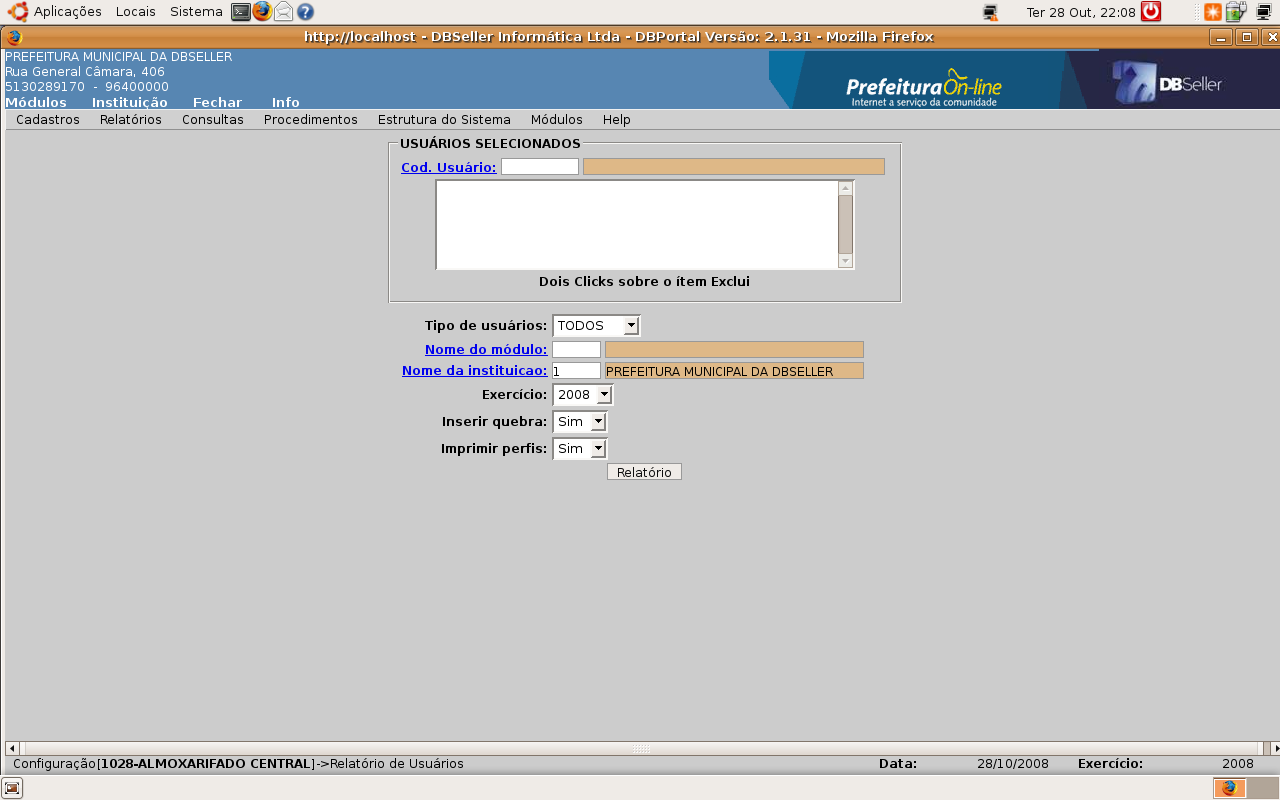 Aplicações Locais Sistema Ter 28 Out, 22:08
http://localhost - DBSeller Informática Ltda - DBPortal Versão: 2.1.31 - Mozilla Firefox
PREFEITURA MUNICIPAL DA DBSELLER
Rua General Câmara, 406
5130289170 - 96400000
Módulos Instituição Fechar Info
PrefeituraOn-line
Internet a serviço da comunidade
DBSeller
Cadastros Relatórios Consultas Procedimentos Estrutura do Sistema Módulos Help
USUÁRIOS SELECIONADOS
Cod. Usuário:
Dois Clicks sobre o ítem Exclui
Tipo de usuários: TODOS
Nome do módulo:
Nome da instituicao: 1 PREFEITURA MUNICIPAL DA DBSELLER
Exercício: 2008
Inserir quebra: Sim
Imprimir perfis: Sim
Relatório
Configuração[1028-ALMOXARIFADO CENTRAL]->Relatório de Usuários Data: 28/10/2008 Exercício: 2008